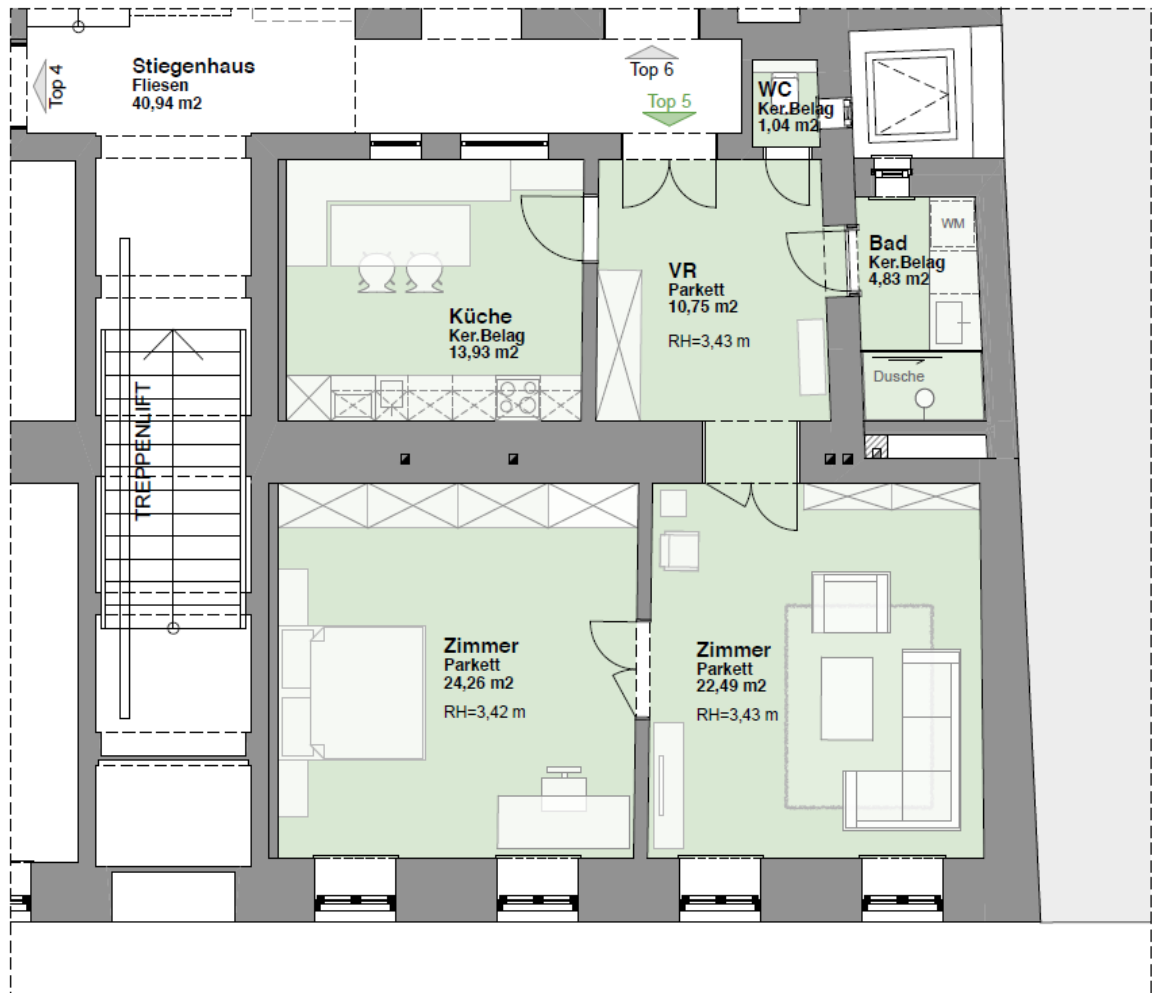 Stiegenhaus
Fliesen
40,94 m2
Top 4
Top 6
Top 5
WC
Ker.Belag
1,04 m2
WM
Bad
Ker.Belag
4,83 m2
VR
Parkett
10,75 m2
RH=3,43 m
Küche
Ker.Belag
13,93 m2
Dusche
TREPPENLIFT
Zimmer
Parkett
24,26 m2
RH=3,42 m
Zimmer
Parkett
22,49 m2
RH=3,43 m